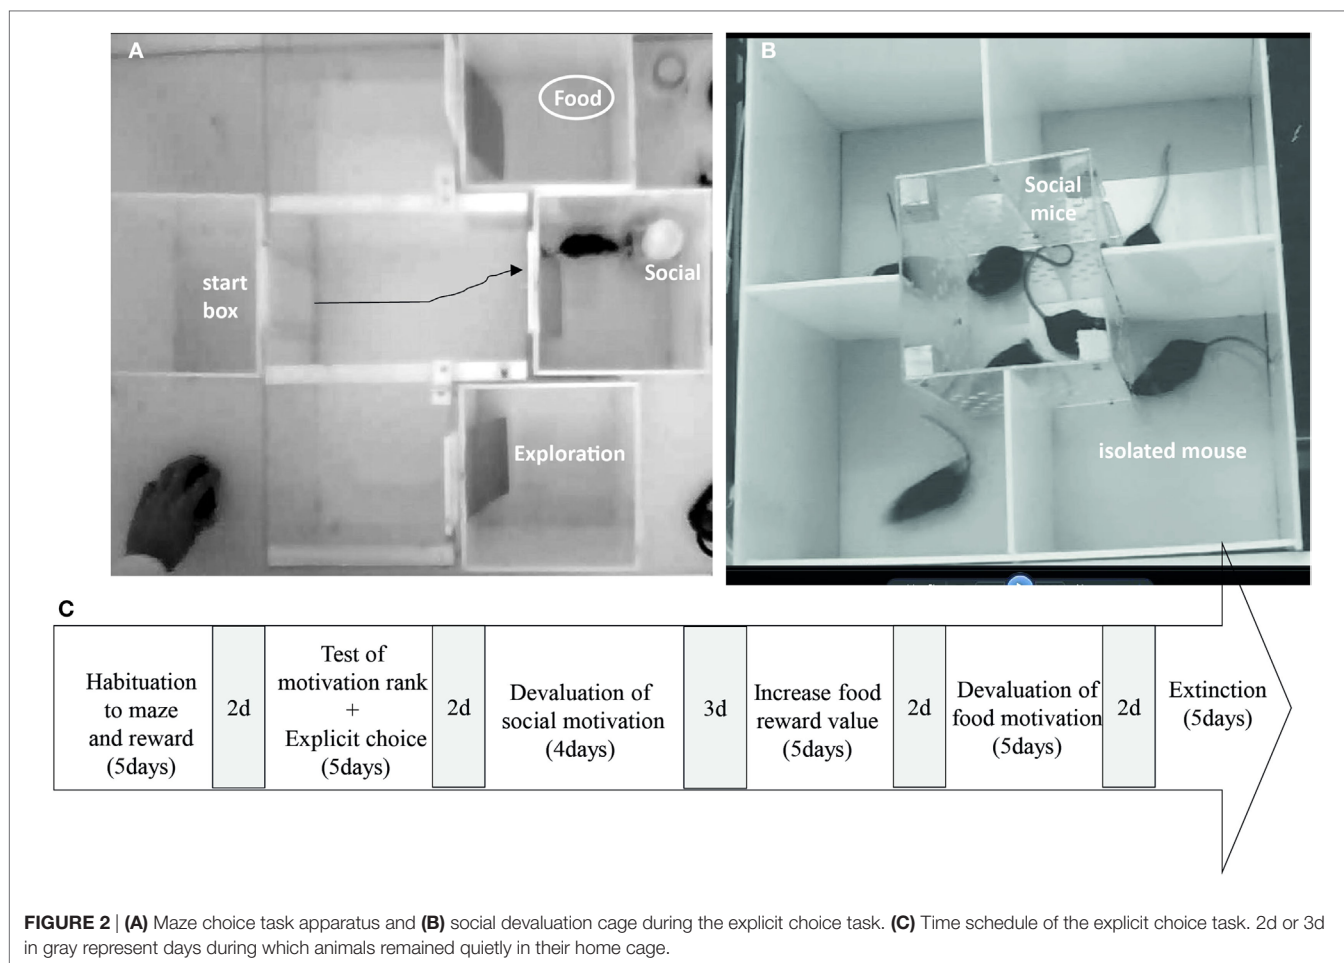 A
Food
start
box
Social
Exploration
B
Social
mice
isolated mouse
C
Habituation
to maze
and reward
(5days)
2d
Test of
motivation rank
+
Explicit choice
(5days)
2d
Devaluation of
social motivation
(4days)
3d
Increase food
reward value
(5days)
2d
Devaluation of
food motivation
(5days)
2d
Extinction
(5days)
FIGURE 2 | (A) Maze choice task apparatus and (B) social devaluation cage during the explicit choice task. (C) Time schedule of the explicit choice task. 2d or 3d
in gray represent days during which animals remained quietly in their home cage.